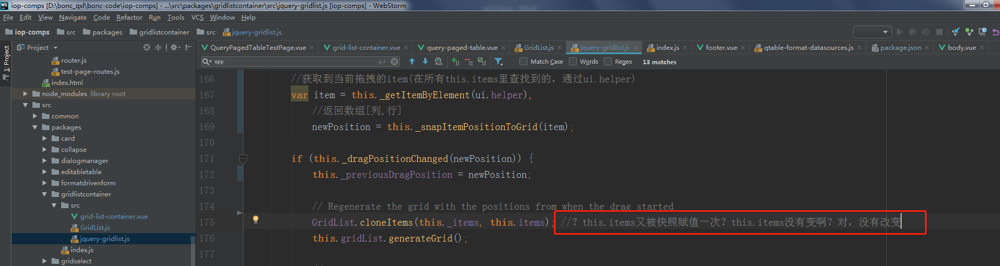 iop-comps [D:\bonc_qxl\bonc-code\iop-comps] - ...\src\packages\gridlistcontainer\src\jquery-gridlist.js [iop-comps] - WebStorm
File Edit View Navigate Code Refactor Run Tools VCS Window Help
iop-comps src packages gridlistcontainer src jquery-gridlist.js
1: Project
Project
QueryPagedTableTestPage.vue grid-list-container.vue query-paged-table.vue GridList.js jquery-gridlist.js index.js footer.vue qtable-format-datasources.js package.json body.vue
app Match Case Words Regex 13 matches
router.js
test-page-routes.js
index.html
node_modules library root
src
common
packages
card
collapse
dialogmanager
editabletable
formatdrivenform
gridlistcontainer
src
grid-list-container.vue
GridList.js
jquery-gridlist.js
index.js
gridselect
166 //获取到当前拖拽的item(在所有this.items里查找到的，通过ui.helper)
167 var item = this._getItemByElement(ui.helper),
168 //返回数组[列,行]
169 newPosition = this._snapItemPositionToGrid(item);
170
171 if (this._dragPositionChanged(newPosition)) {
172 this._previousDragPosition = newPosition;
173
174 // Regenerate the grid with the positions from when the drag started
175 GridList.cloneItems(this._items, this.items); //? this.items又被快照赋值一次? this.items没有变啊? 对，没有改变
176 this.gridList.generateGrid();
177